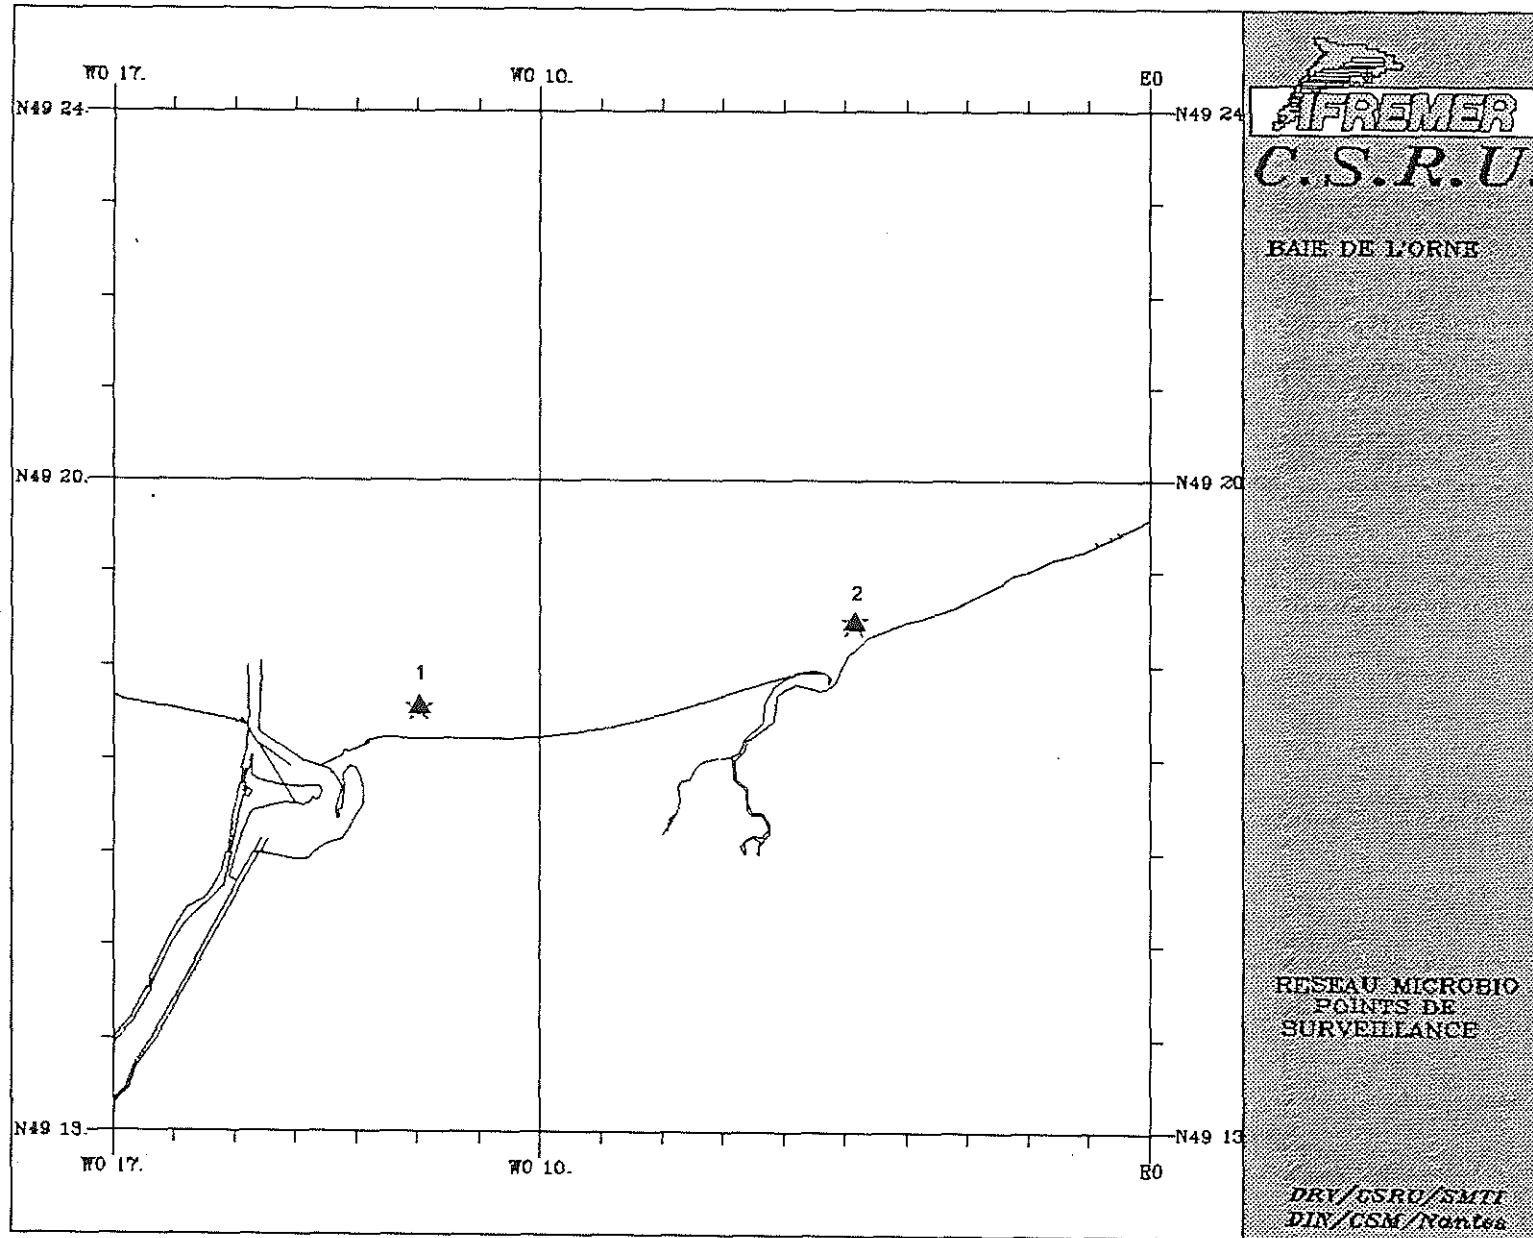 W0 17.
W0 10.
E0
N49 24
N49 24
N49 20.
N49 20
1
2
N49 13.
N49 13
W0 17.
W0 10.
E0
IFREMER
C.S.R.U.
BAIE DE L'ORNE
RESEAU MICROBIO
POINTS DE
SURVEILLANCE
DRV/CSRU/SMTI
DIN/CSM/Nantes